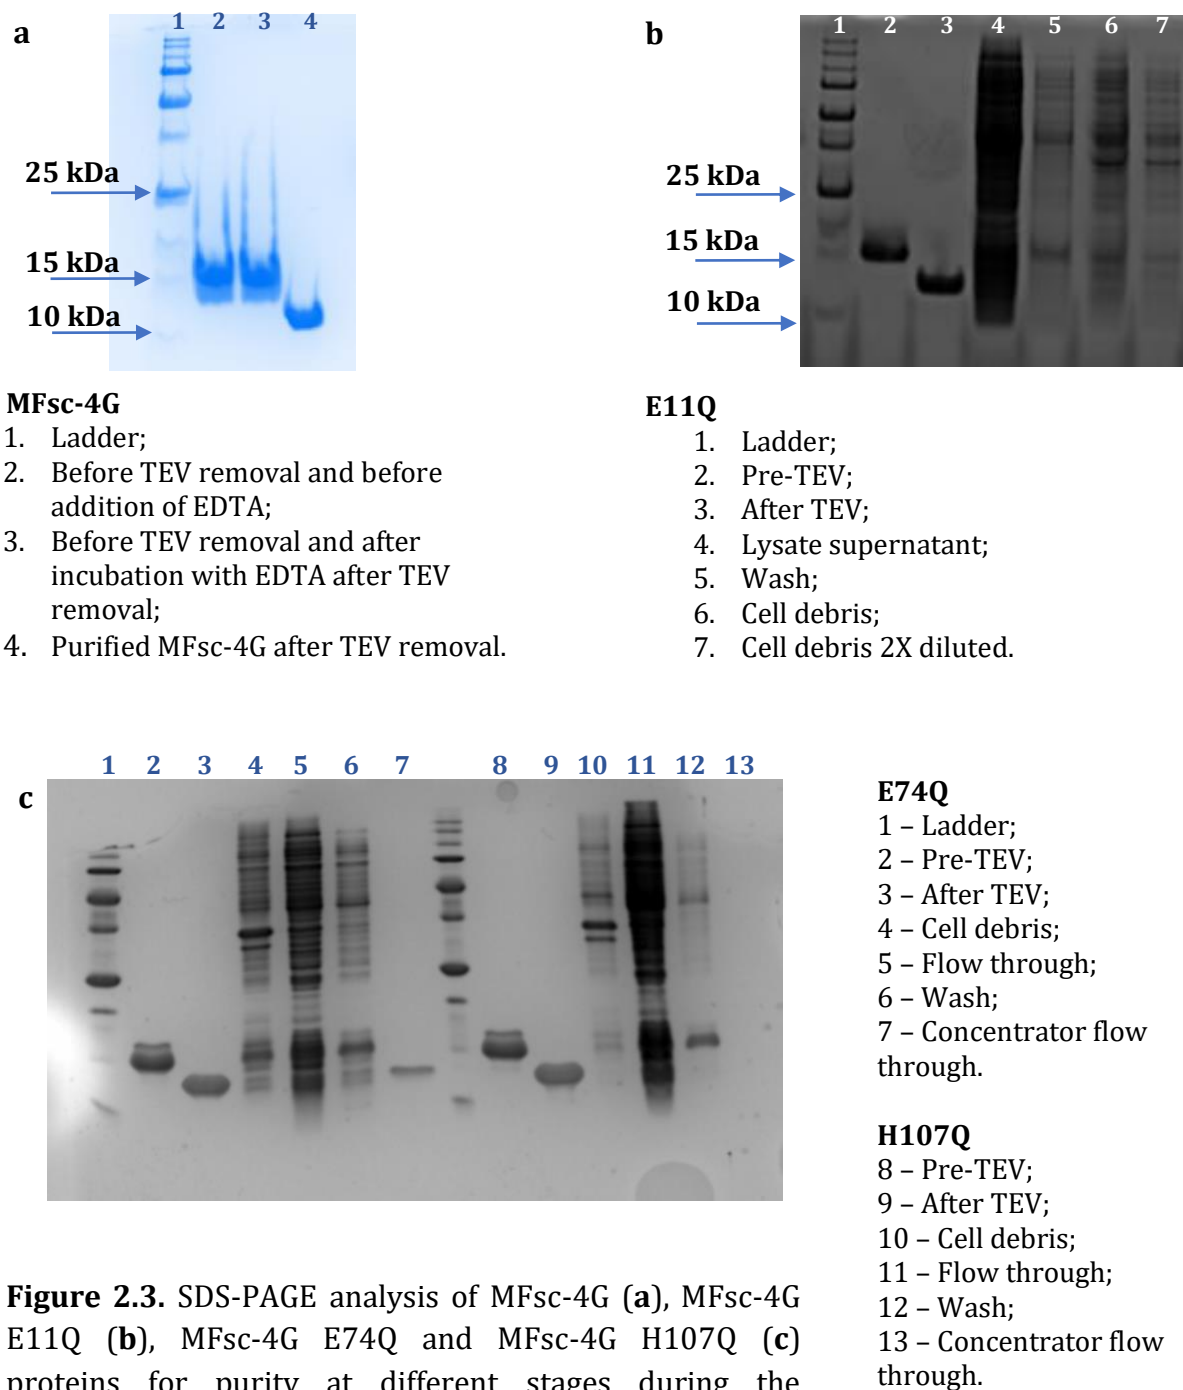 a
1 2 3 4
25 kDa
15 kDa
10 kDa
MFsc-4G
1. Ladder;
2. Before TEV removal and before
addition of EDTA;
3. Before TEV removal and after
incubation with EDTA after TEV
removal;
4. Purified MFsc-4G after TEV removal.
b
1 2 3 4 5 6 7
25 kDa
15 kDa
10 kDa
E11Q
1. Ladder;
2. Pre-TEV;
3. After TEV;
4. Lysate supernatant;
5. Wash;
6. Cell debris;
7. Cell debris 2X diluted.
c
1 2 3 4 5 6 7 8 9 10 11 12 13
E74Q
1 – Ladder;
2 – Pre-TEV;
3 – After TEV;
4 – Cell debris;
5 – Flow through;
6 – Wash;
7 – Concentrator flow
through.
H107Q
8 – Pre-TEV;
9 – After TEV;
10 – Cell debris;
11 – Flow through;
12 – Wash;
13 – Concentrator flow
through.
Figure 2.3. SDS-PAGE analysis of MFsc-4G (a), MFsc-4G
E11Q (b), MFsc-4G E74Q and MFsc-4G H107Q (c)
proteins for purity at different stages during the